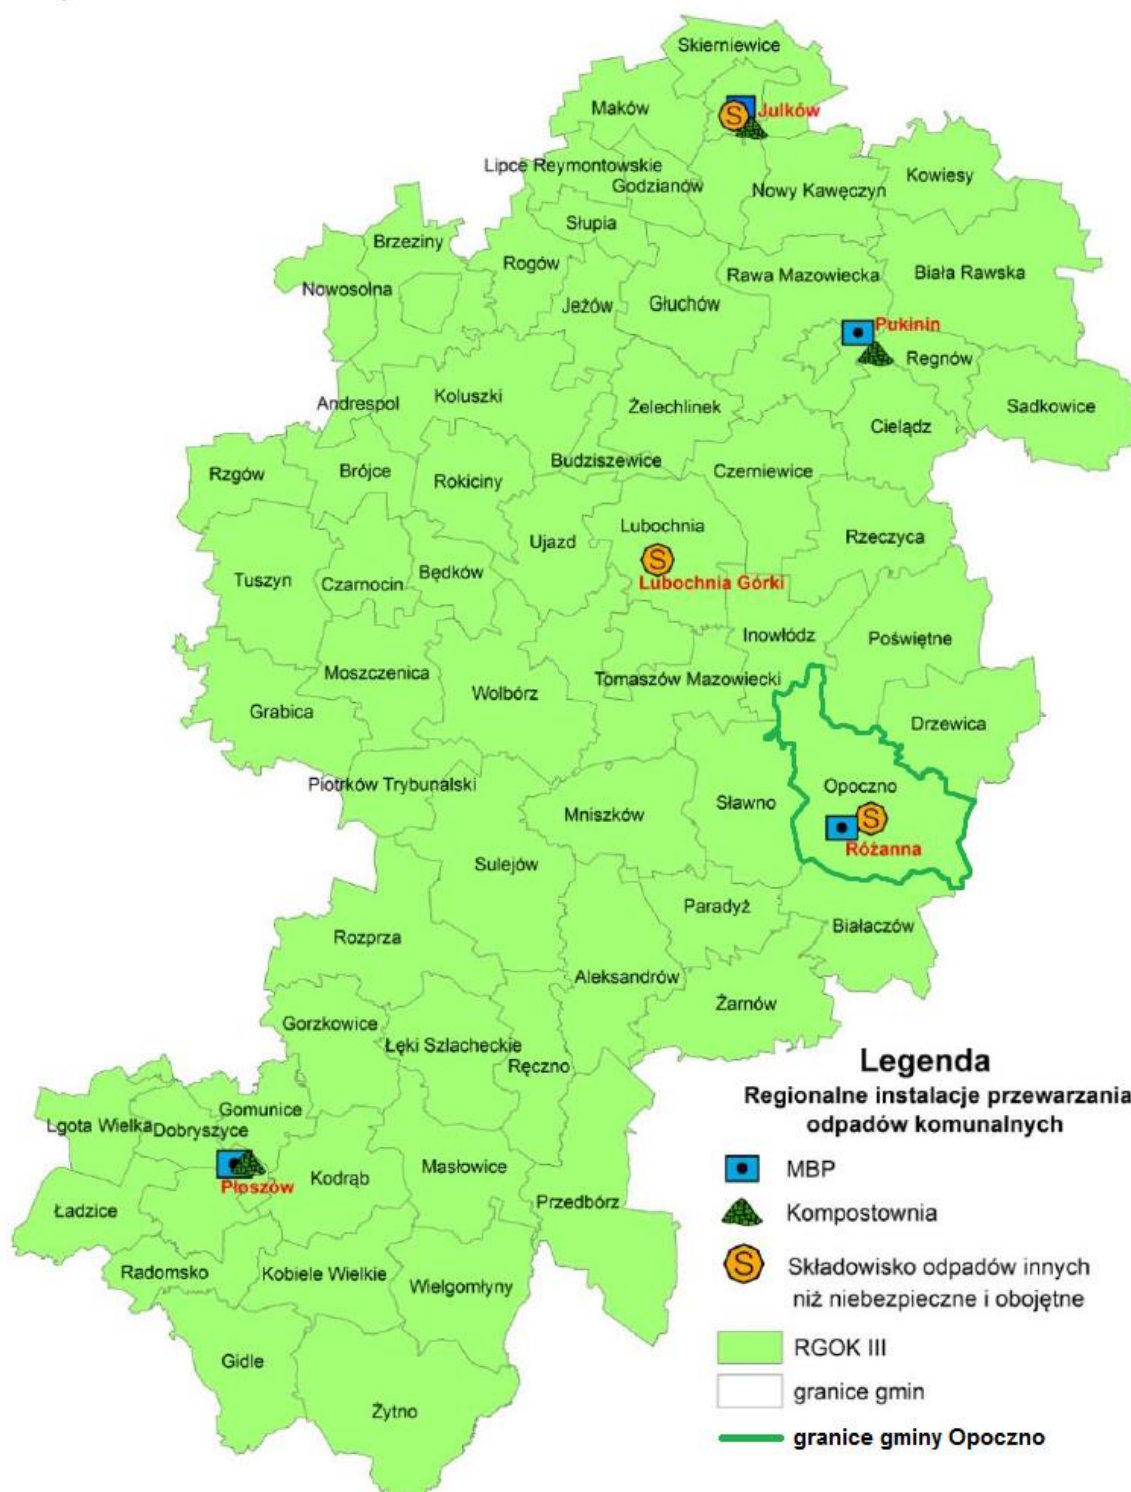 Skierniewice
Maków
Julków
Lipce Reymontowskie
Godzianów
Nowy Kawęczyn
Kowiesy
Słupia
Brzeziny
Rogów
Rawa Mazowiecka
Biała Rawska
Nowosolna
Jeżów
Głuchów
Pukinin
Regnów
Andrespol
Koluszki
Żelechlinek
Sadkowice
Cielądz
Rzgów
Brójce
Rokiciny
Budziszewice
Czerniewice
Lubochnia
Ujazd
Rzeczyca
Tuszyn
Czarnocin
Będków
S
Lubochnia Górki
Inowłódz
Poświętne
Moszczenica
Wolbórz
Tomaszów Mazowiecki
Grabica
Drzewica
Piotrków Trybunalski
Opoczno
Mniszków
Sławno
S
Różanna
Sulejów
Paradyż
Białaczów
Rozprza
Aleksandrów
Żarnów
Gorzkowice
Łęki Szlacheckie
Ręczno
Gomunice
Lgota Wielka
Dobryszyce
Płoszów
Kodrąb
Masłowice
Przedbórz
Ładzice
Radomsko
Kobiele Wielkie
Wielgomłyny
Gidle
Żytno
S
Legenda
Regionalne instalacje przewarzania
odpadów komunalnych
MBP
Kompostownia
S
Składowisko odpadów innych
niż niebezpieczne i obojętne
RGOK III
granice gmin
granice gminy Opoczno